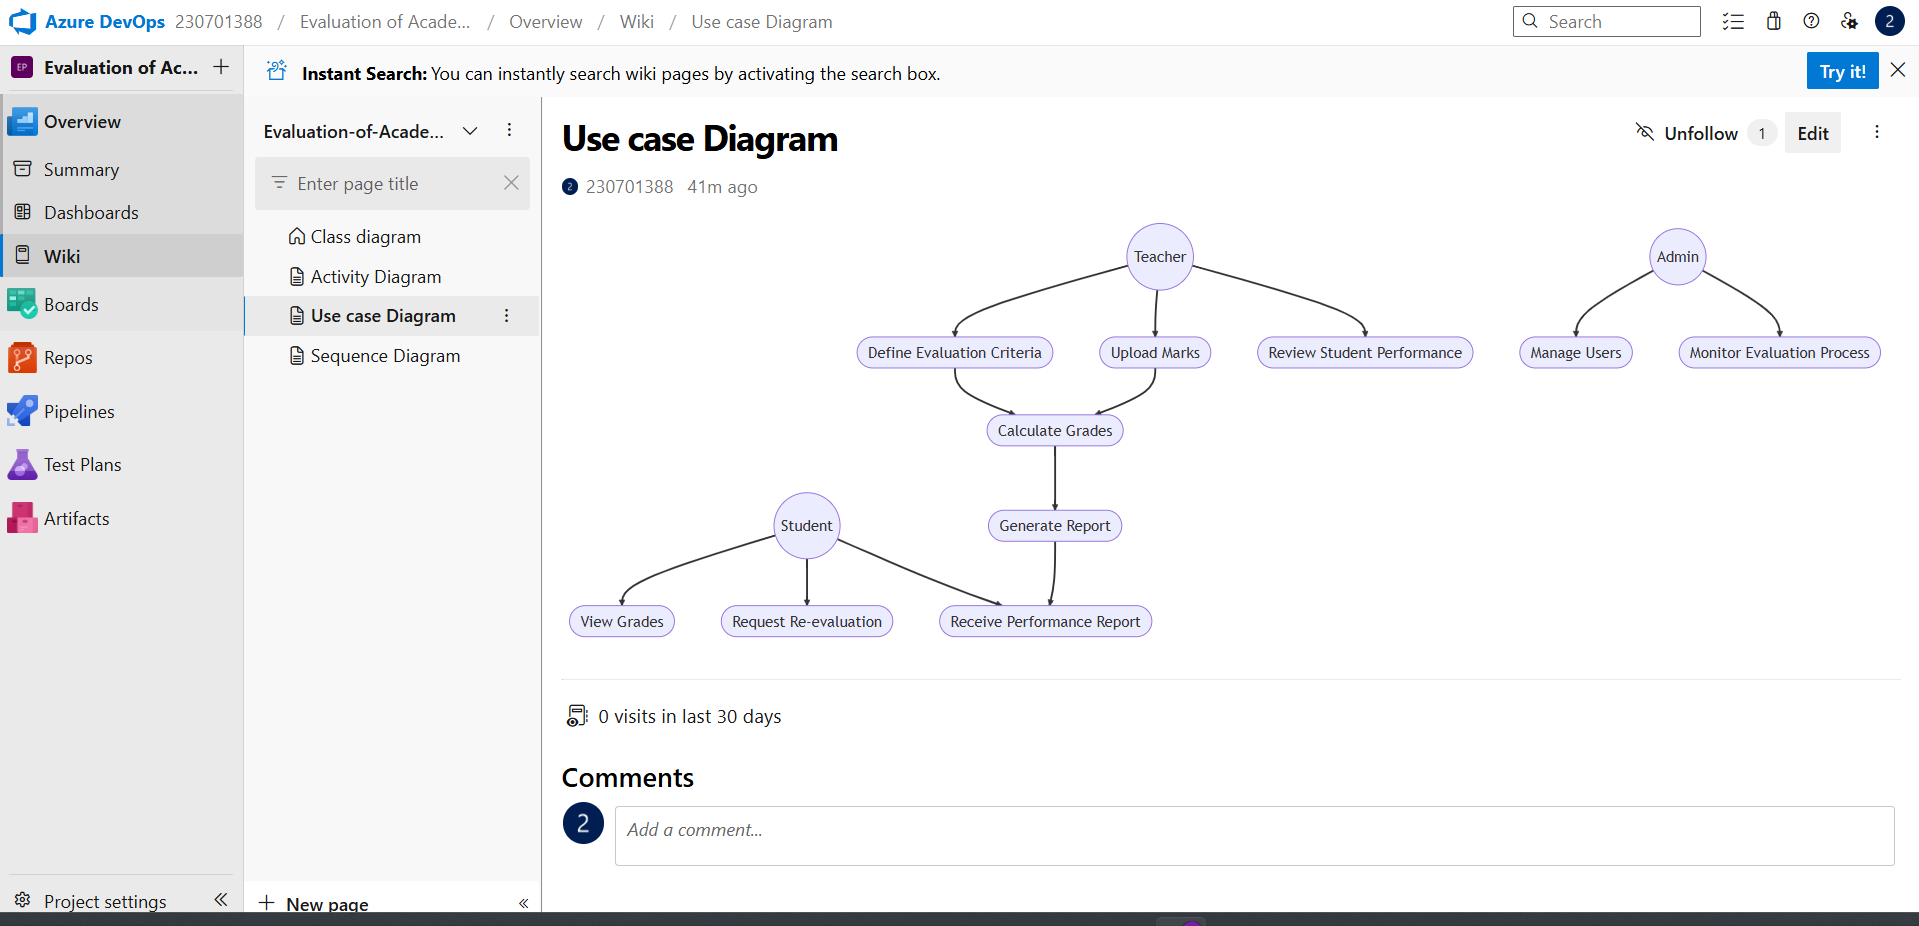 Azure DevOps 230701388 / Evaluation of Acade... / Overview / Wiki / Use case Diagram
Search
2
EP Evaluation of Ac...
Instant Search: You can instantly search wiki pages by activating the search box.
Try it!
Overview
Summary
Dashboards
Wiki
Boards
Repos
Pipelines
Test Plans
Artifacts
Project settings
Evaluation-of-Acade...
Enter page title
Class diagram
Activity Diagram
Use case Diagram
Sequence Diagram
New page
Use case Diagram
Unfollow 1 Edit
2 230701388 41m ago
Teacher
Admin
Define Evaluation Criteria
Upload Marks
Review Student Performance
Manage Users
Monitor Evaluation Process
Calculate Grades
Student
Generate Report
View Grades
Request Re-evaluation
Receive Performance Report
0 visits in last 30 days
Comments
2
Add a comment...